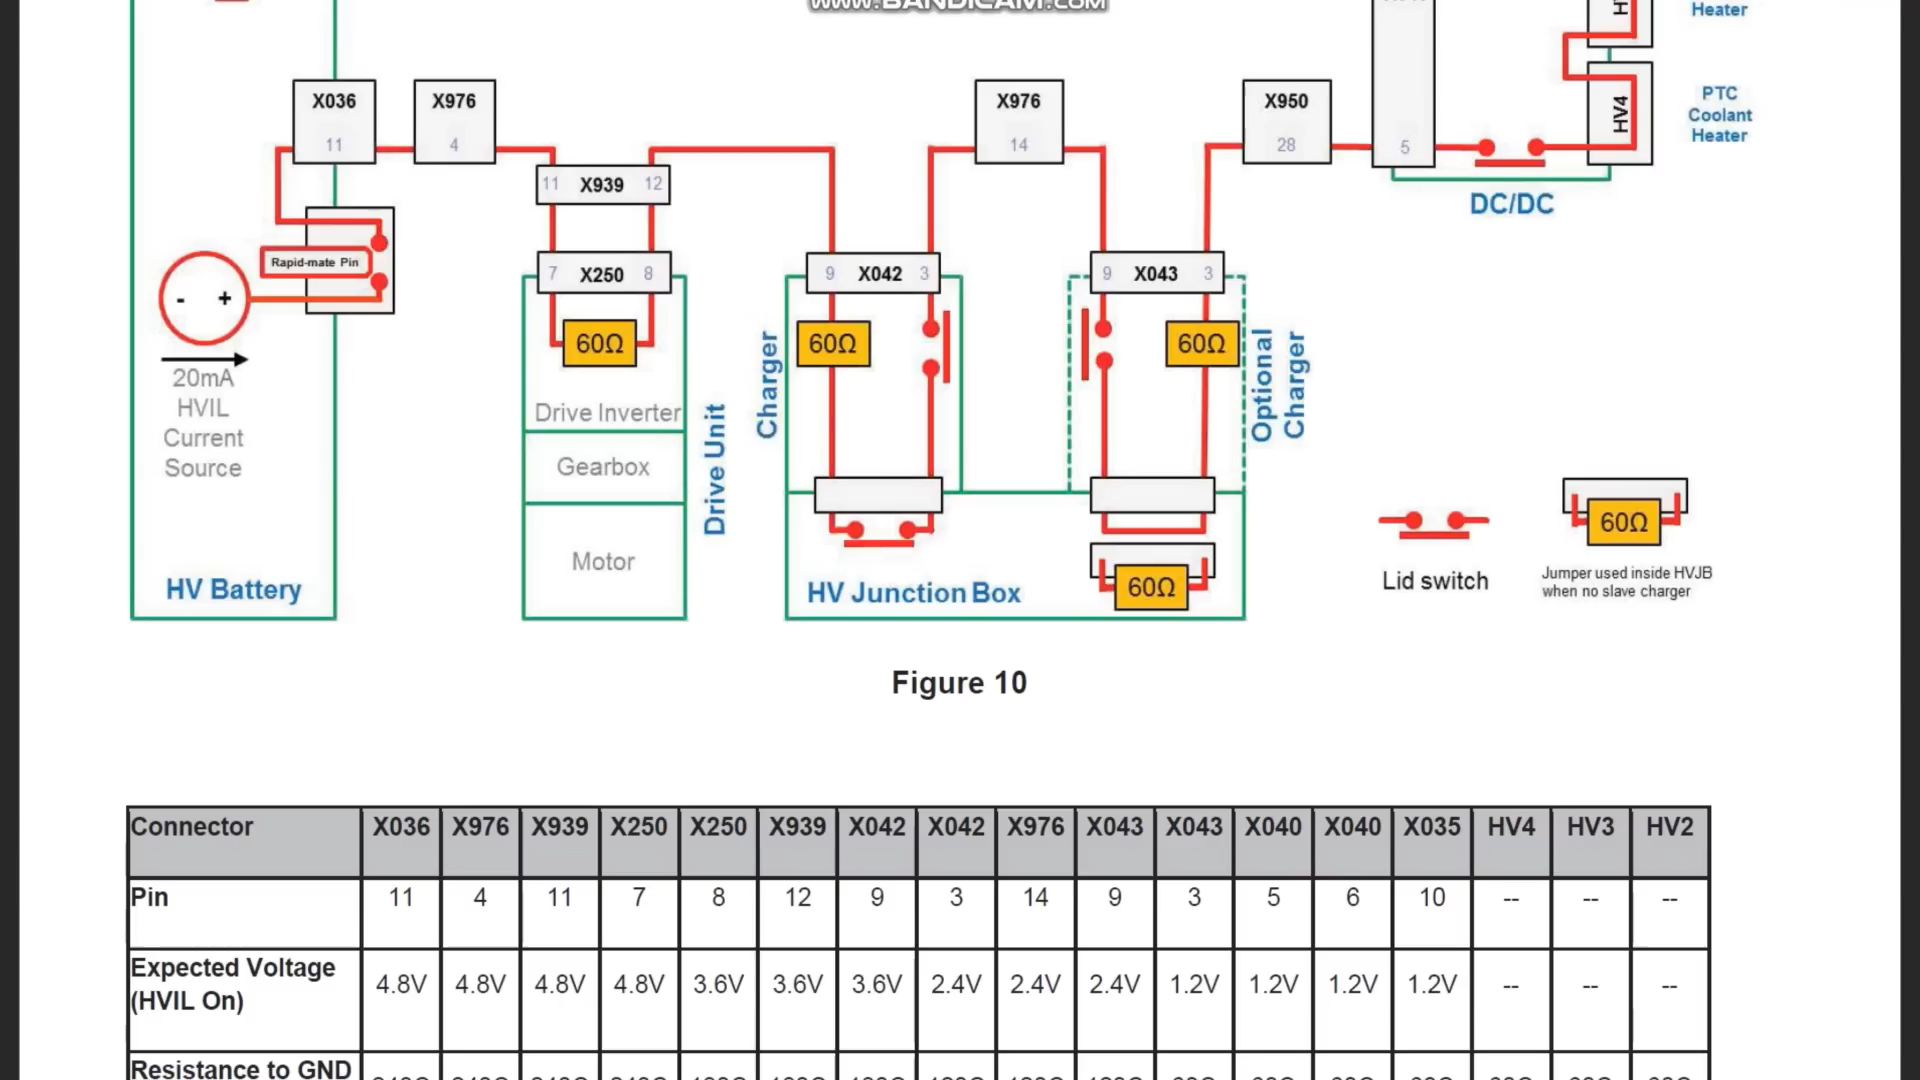 www.BANDICAM.com
Heater
X036
X976
X976
X950
HV4
PTC
Coolant
Heater
11
4
14
28
5
11 X939 12
DC/DC
Rapid-mate Pin
- +
7 X250 8
9 X042 3
9 X043 3
60Ω
60Ω
60Ω
20mA
HVIL
Current
Source
Drive Inverter
Gearbox
Motor
Drive Unit
Charger
Optional
Charger
HV Battery
HV Junction Box
60Ω
Lid switch
60Ω
Jumper used inside HVJB
when no slave charger
Figure 10
Connector X036 X976 X939 X250 X250 X939 X042 X042 X976 X043 X043 X040 X040 X035 HV4 HV3 HV2
Pin 11 4 11 7 8 12 9 3 14 9 3 5 6 10 -- -- --
Expected Voltage
(HVIL On) 4.8V 4.8V 4.8V 4.8V 3.6V 3.6V 3.6V 2.4V 2.4V 2.4V 1.2V 1.2V 1.2V 1.2V -- -- --
Resistance to GND